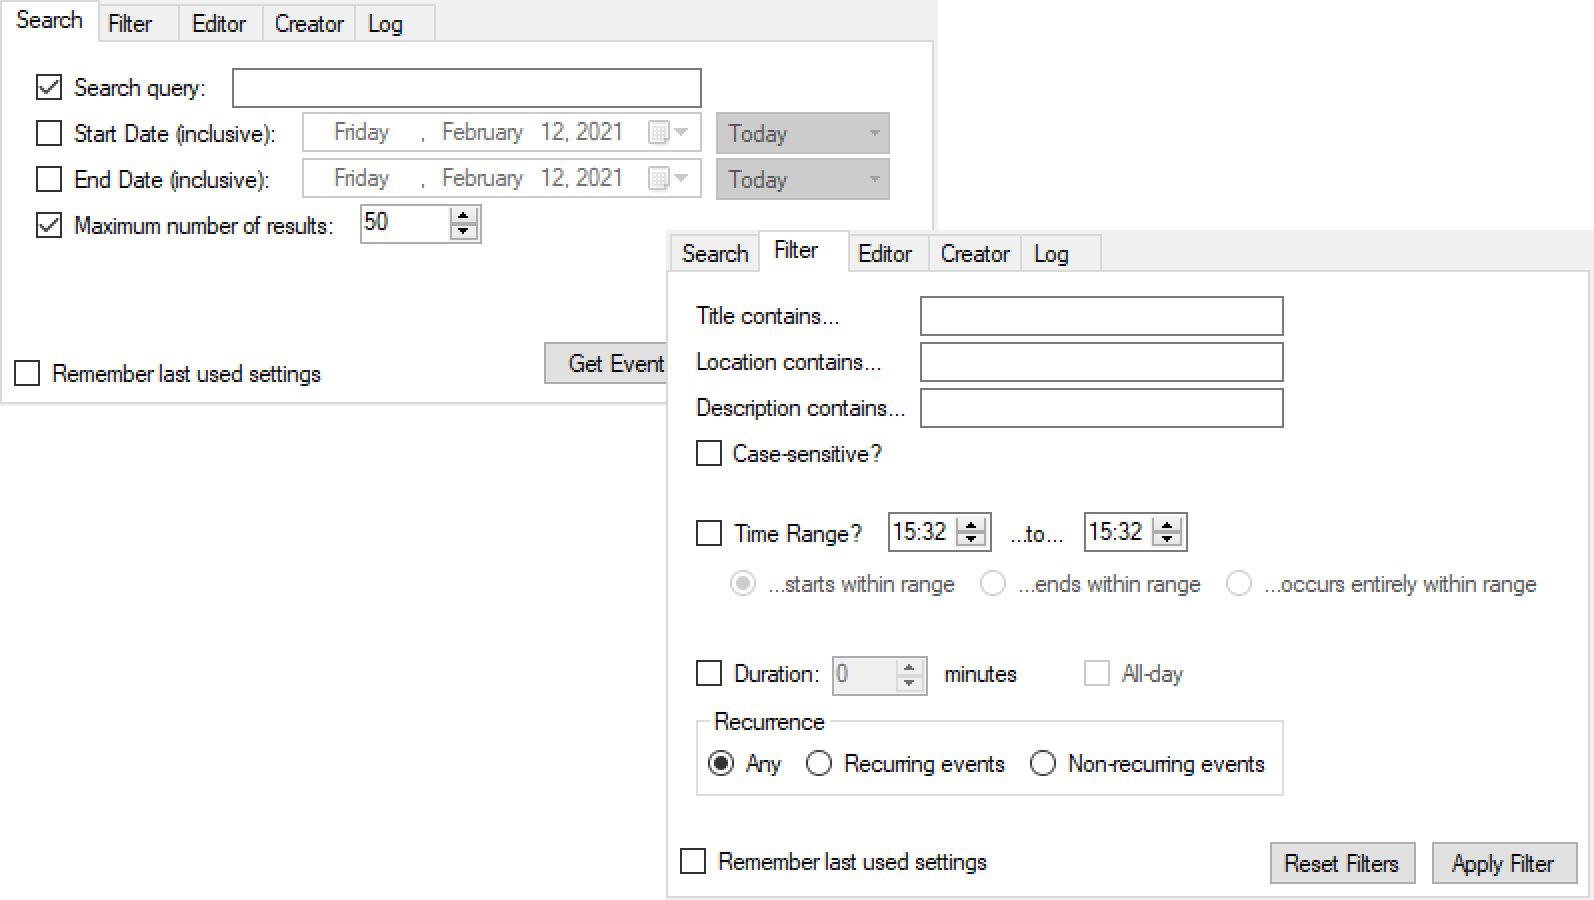 Search Filter Editor Creator Log
Search query:
Start Date (inclusive): Friday , February 12, 2021 Today
End Date (inclusive): Friday , February 12, 2021 Today
Maximum number of results: 50
Remember last used settings Get Event
Search Filter Editor Creator Log
Title contains...
Location contains...
Description contains...
Case-sensitive?
Time Range? 15:32 ...to... 15:32
...starts within range ...ends within range ...occurs entirely within range
Duration: 0 minutes All-day
Recurrence
Any Recurring events Non-recurring events
Remember last used settings Reset Filters Apply Filter